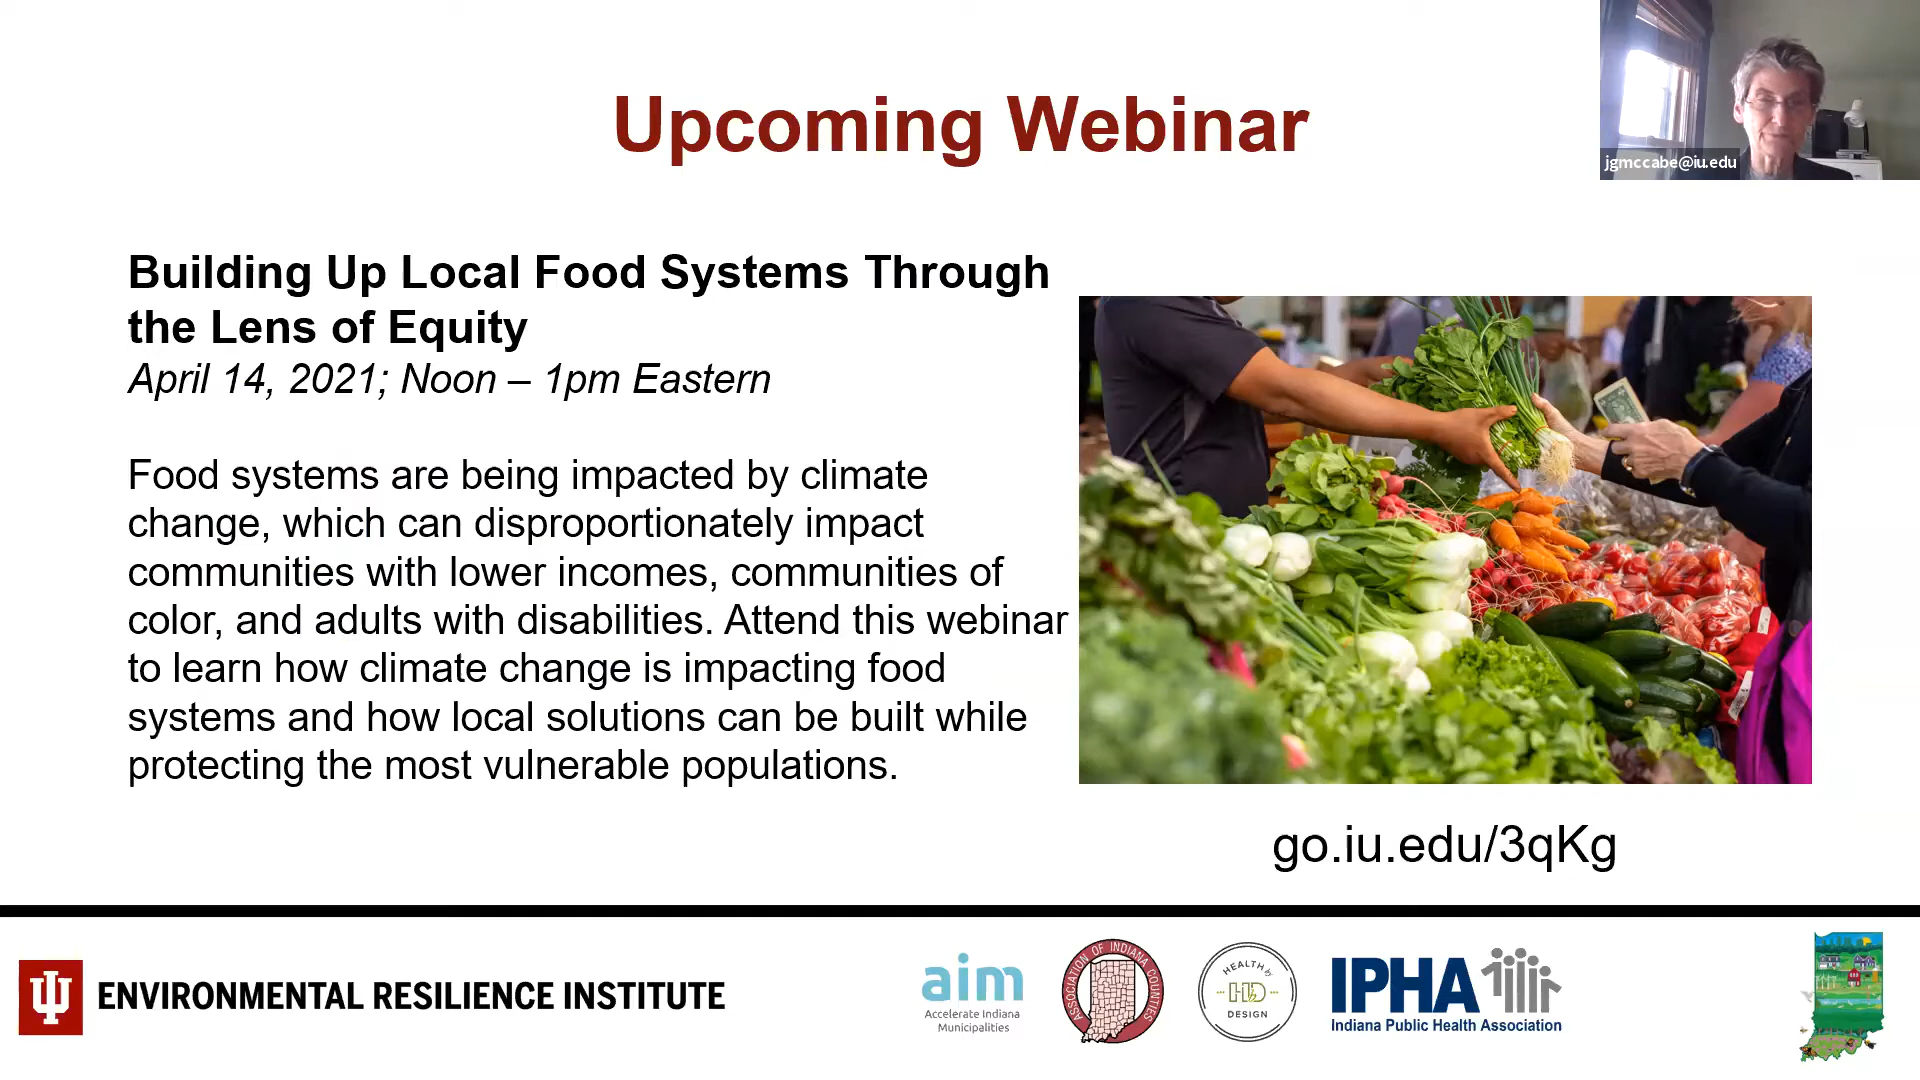 Upcoming Webinar
jgmccabe@iu.edu
Building Up Local Food Systems Through
the Lens of Equity
April 14, 2021; Noon – 1pm Eastern
Food systems are being impacted by climate
change, which can disproportionately impact
communities with lower incomes, communities of
color, and adults with disabilities. Attend this webinar
to learn how climate change is impacting food
systems and how local solutions can be built while
protecting the most vulnerable populations.
go.iu.edu/3qKg
ENVIRONMENTAL RESILIENCE INSTITUTE
aim
Accelerate Indiana
Municipalities
ASSOCIATION OF INDIANA COUNTIES
HEALTH by
HD
DESIGN
IPHA
Indiana Public Health Association